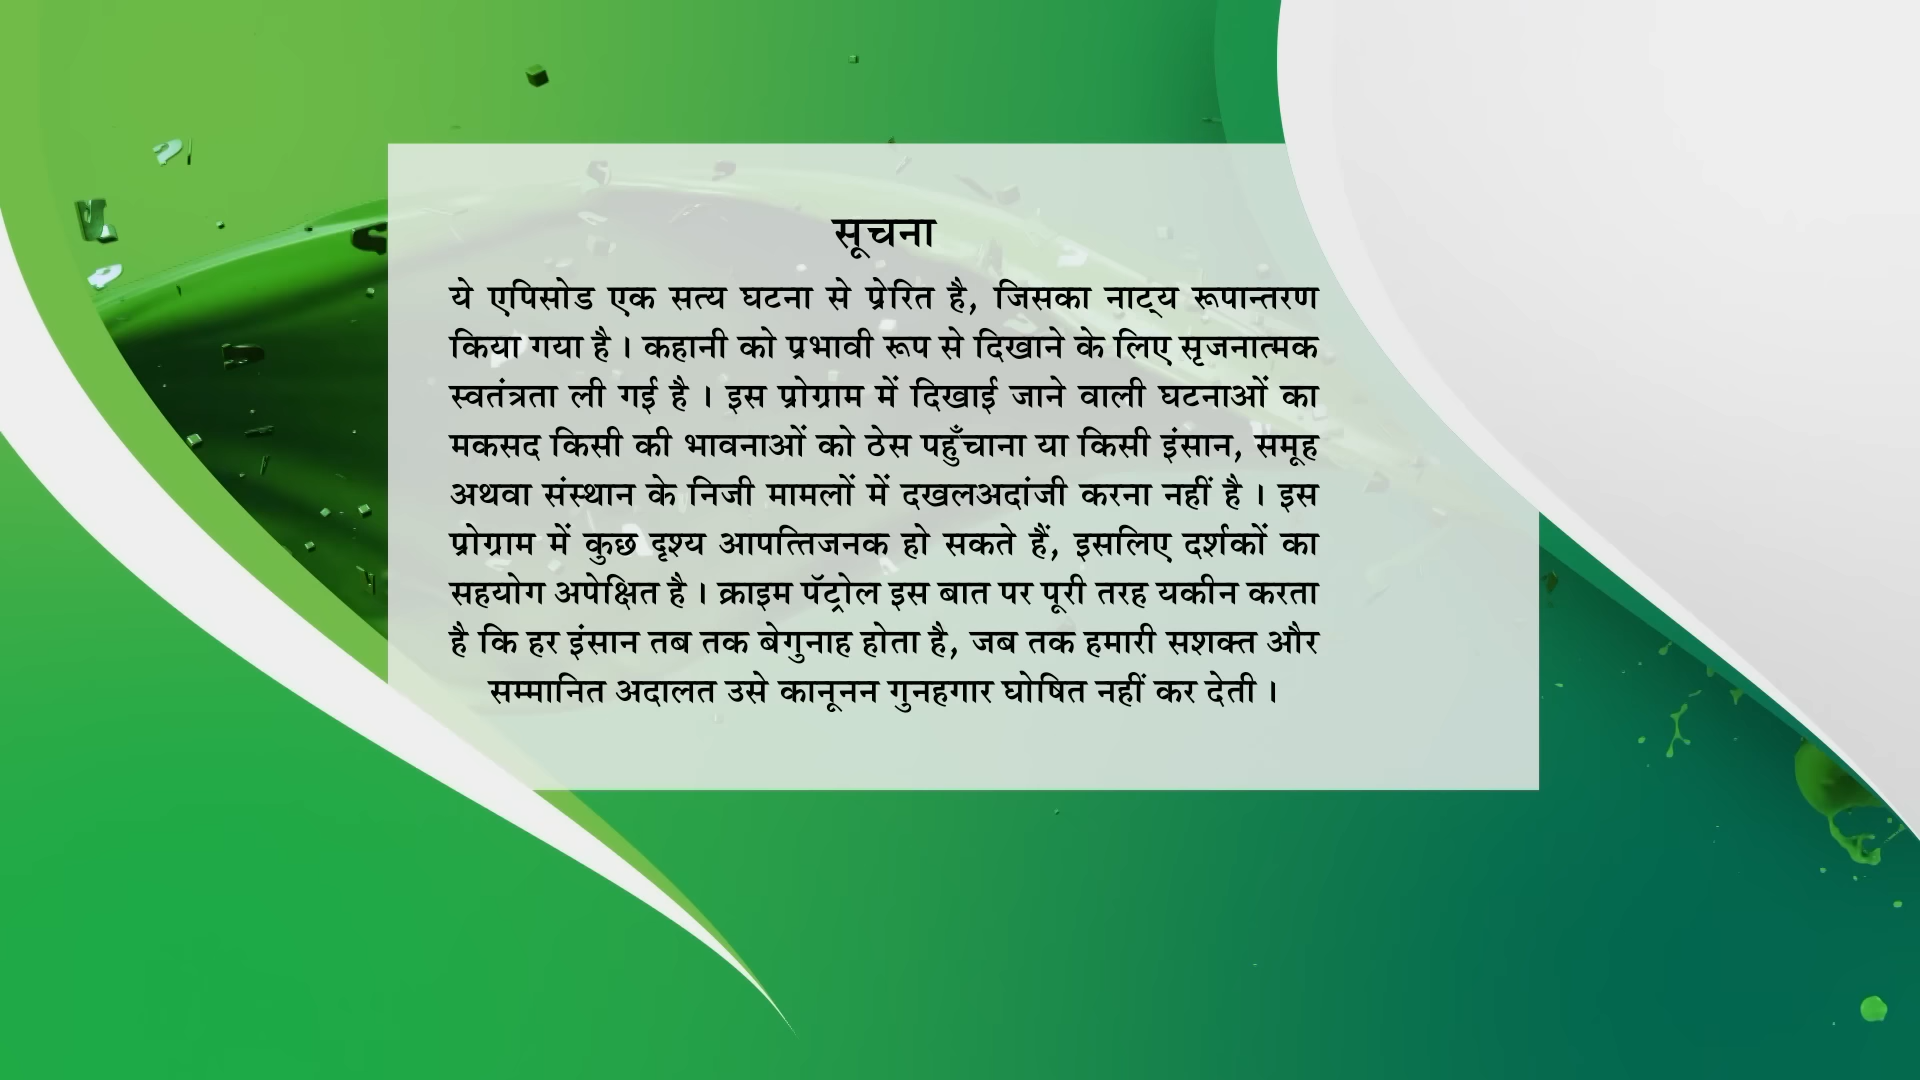 सूचना
ये एपिसोड एक सत्य घटना से प्रेरित है, जिसका नाट्य रूपान्तरण
किया गया है । कहानी को प्रभावी रूप से दिखाने के लिए सृजनात्मक
स्वतंत्रता ली गई है । इस प्रोग्राम में दिखाई जाने वाली घटनाओं का
मकसद किसी की भावनाओं को ठेस पहुँचाना या किसी इंसान, समूह
अथवा संस्थान के निजी मामलों में दखलअदांजी करना नहीं है । इस
प्रोग्राम में कुछ दृश्य आपत्तिजनक हो सकते हैं, इसलिए दर्शकों का
सहयोग अपेक्षित है । क्राइम पॅट्रोल इस बात पर पूरी तरह यकीन करता
है कि हर इंसान तब तक बेगुनाह होता है, जब तक हमारी सशक्त और
सम्मानित अदालत उसे कानूनन गुनहगार घोषित नहीं कर देती ।